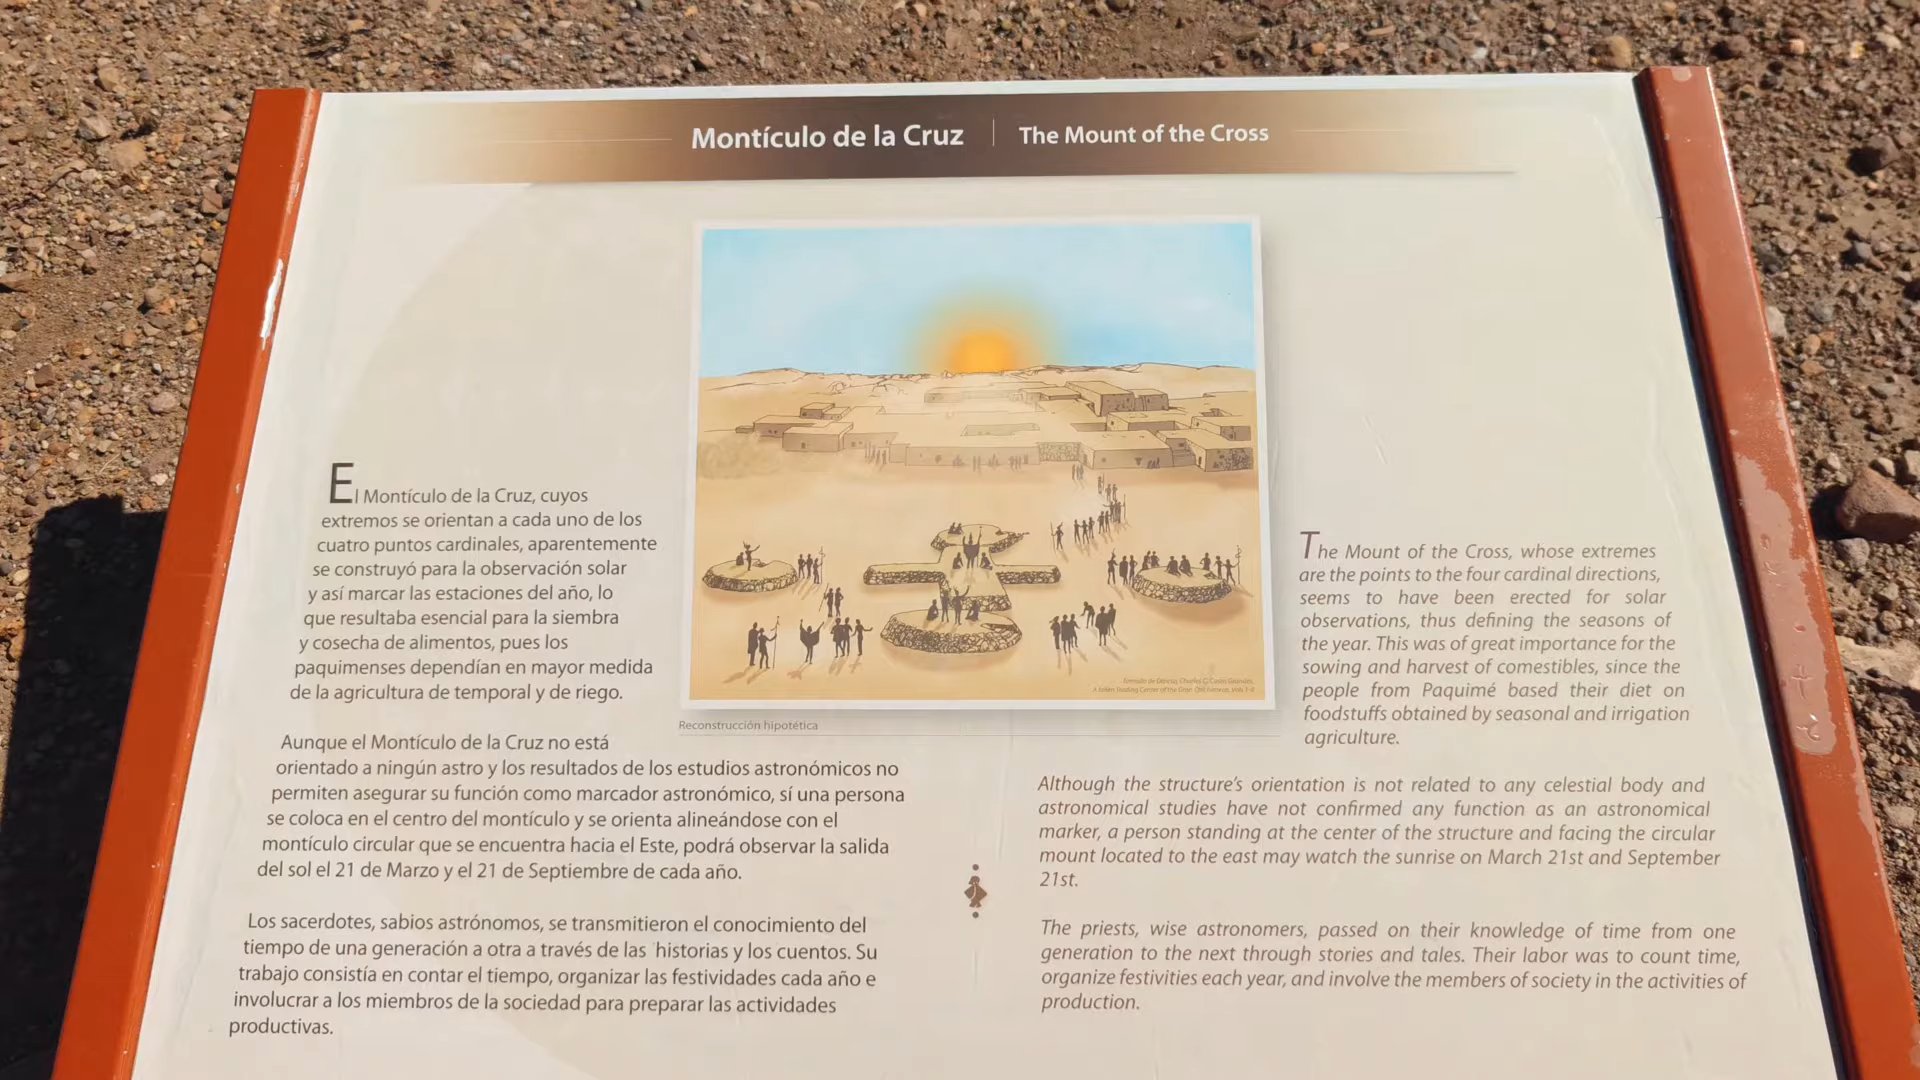 Montículo de la Cruz
The Mount of the Cross
El Montículo de la Cruz, cuyos
extremos se orientan a cada uno de los
cuatro puntos cardinales, aparentemente
se construyó para la observación solar
y así marcar las estaciones del año, lo
que resultaba esencial para la siembra
y cosecha de alimentos, pues los
paquimenses dependían en mayor medida
de la agricultura de temporal y de riego.
Aunque el Montículo de la Cruz no está
orientado a ningún astro y los resultados de los estudios astronómicos no
permiten asegurar su función como marcador astronómico, sí una persona
se coloca en el centro del montículo y se orienta alineándose con el
montículo circular que se encuentra hacia el Este, podrá observar la salida
del sol el 21 de Marzo y el 21 de Septiembre de cada año.
Los sacerdotes, sabios astrónomos, se transmitieron el conocimiento del
tiempo de una generación a otra a través de las historias y los cuentos. Su
trabajo consistía en contar el tiempo, organizar las festividades cada año e
involucrar a los miembros de la sociedad para preparar las actividades
productivas.
Tomado de Charles C.
A Fallen Trading Center of the Gran
Reconstrucción hipotética
The Mount of the Cross, whose extremes
are the points to the four cardinal directions,
seems to have been erected for solar
observations, thus defining the seasons of
the year. This was of great importance for the
sowing and harvest of comestibles, since the
people from Paquimé based their diet on
foodstuffs obtained by seasonal and irrigation
agriculture.
Although the structure's orientation is not related to any celestial body and
astronomical studies have not confirmed any function as an astronomical
marker, a person standing at the center of the structure and facing the circular
mount located to the east may watch the sunrise on March 21st and September
21st.
The priests, wise astronomers, passed on their knowledge of time from one
generation to the next through stories and tales. Their labor was to count time,
organize festivities each year, and involve the members of society in the activities of
production.